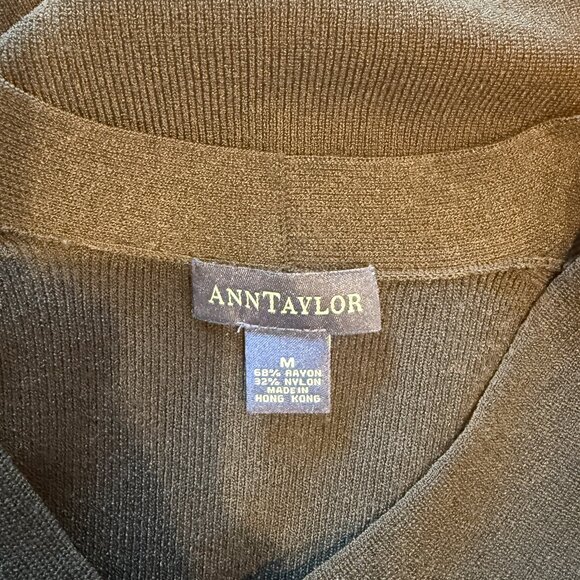 ANNTAYLOR
M
68% RAYON
32% NYLON
MADE IN
HONG KONG